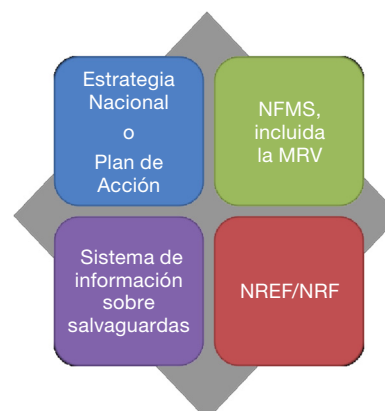 Estrategia
Nacional
o
Plan de
Acción
NFMS,
incluida
la MRV
Sistema de
información
sobre
salvaguardas
NREF/NRF